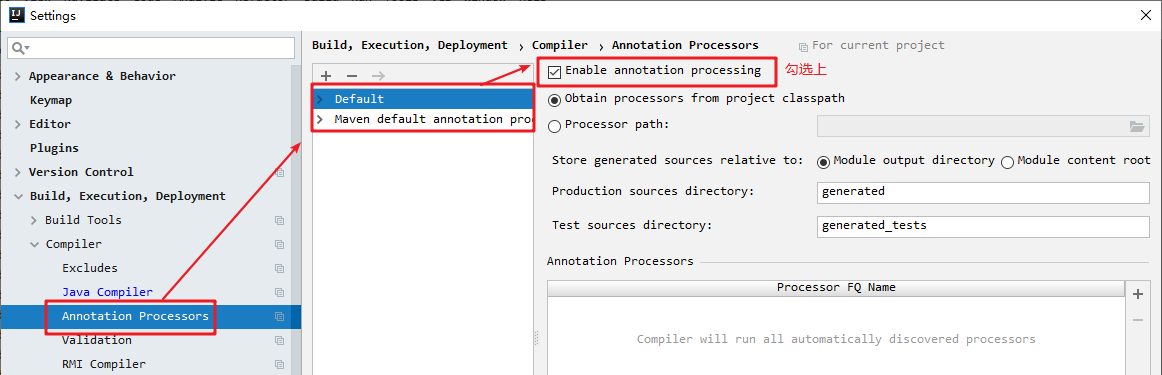 Settings
Build, Execution, Deployment › Compiler › Annotation Processors For current project
Appearance & Behavior
Keymap
Editor
Plugins
Version Control
Build, Execution, Deployment
Build Tools
Compiler
Excludes
Java Compiler
Annotation Processors
Validation
RMI Compiler
Default
Maven default annotation pro
Enable annotation processing 勾选上
Obtain processors from project classpath
Processor path:
Store generated sources relative to: Module output directory Module content root
Production sources directory: generated
Test sources directory: generated_tests
Annotation Processors
Processor FQ Name
Compiler will run all automatically discovered processors